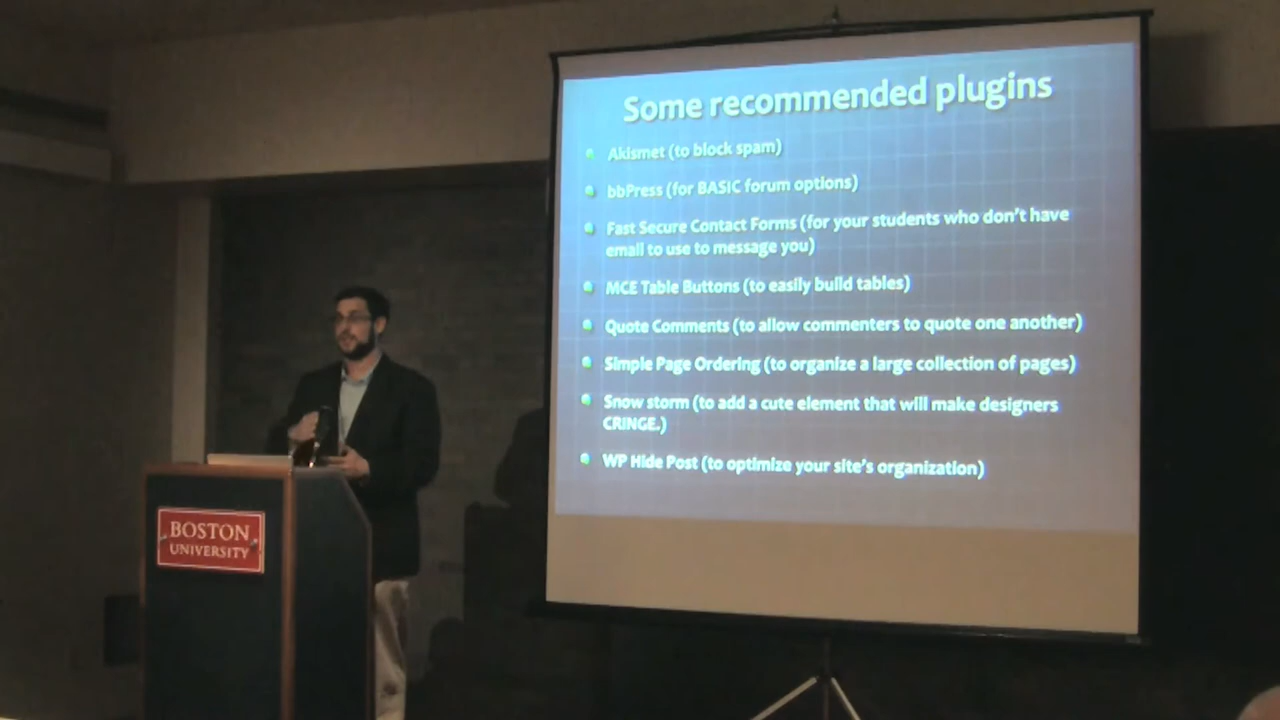 Some recommended plugins
Akismet (to block spam)
bbPress (for BASIC forum options)
Fast Secure Contact Forms (for your students who don't have
email to use to message you)
MCE Table Buttons (to easily build tables)
Quote Comments (to allow commenters to quote one another)
Simple Page Ordering (to organize a large collection of pages)
Snow storm (to add a cute element that will make designers
CRINGE.)
WP Hide Post (to optimize your site's organization)
BOSTON
UNIVERSITY